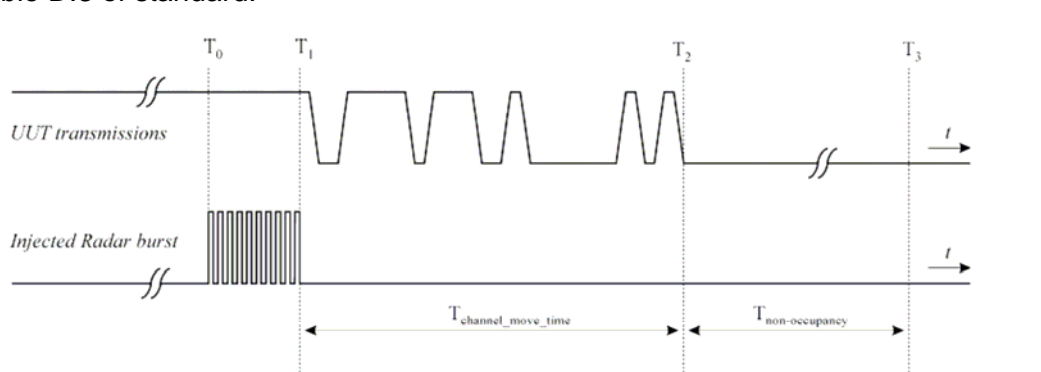 T0 T1 T2 T3
UUT transmissions
t
Injected Radar burst
t
Tchannel_move_time Tnon-occupancy